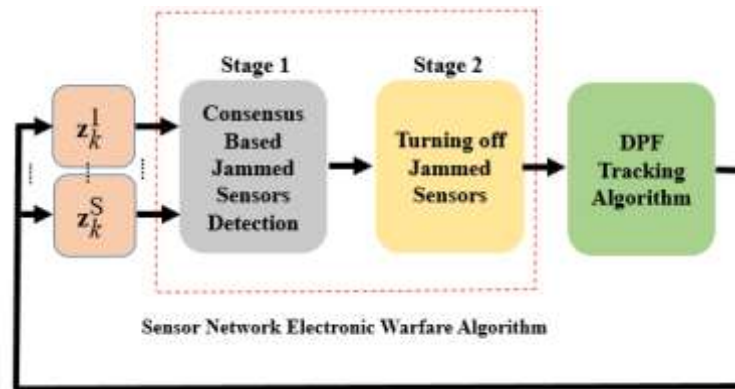 Stage 1
Stage 2
z_k^1
z_k^S
Consensus
Based
Jammed
Sensors
Detection
Turning off
Jammed
Sensors
DPF
Tracking
Algorithm
Sensor Network Electronic Warfare Algorithm